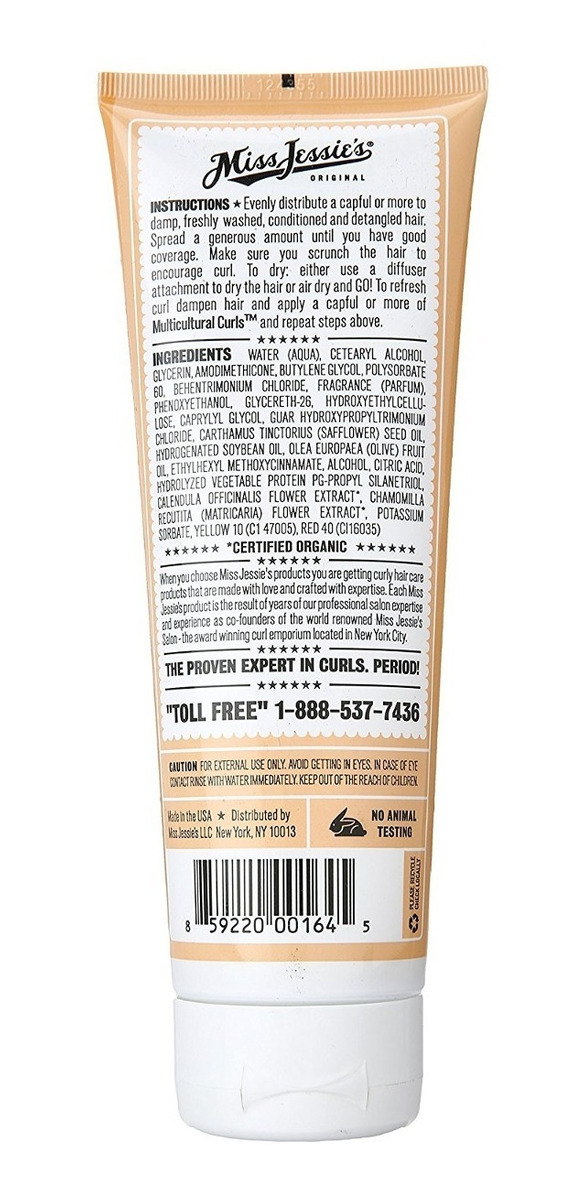 Miss Jessie's®
ORIGINAL
INSTRUCTIONS ★ Evenly distribute a capful or more to
damp, freshly washed, conditioned and detangled hair.
Spread a generous amount until you have good
coverage. Make sure you scrunch the hair to
encourage curl. To dry: either use a diffuser
attachment to dry the hair or air dry and GO! To refresh
curl dampen hair and apply a capful or more of
Multicultural Curls™ and repeat steps above.
★★★★★★
INGREDIENTS WATER (AQUA), CETEARYL ALCOHOL,
GLYCERIN, AMODIMETHICONE, BUTYLENE GLYCOL, POLYSORBATE
60, BEHENTRIMONIUM CHLORIDE, FRAGRANCE (PARFUM),
PHENOXYETHANOL, GLYCERETH-26, HYDROXYETHYLCELLU-
LOSE, CAPRYLYL GLYCOL, GUAR HYDROXYPROPYLTRIMONIUM
CHLORIDE, CARTHAMUS TINCTORIUS (SAFFLOWER) SEED OIL,
HYDROGENATED SOYBEAN OIL, OLEA EUROPAEA (OLIVE) FRUIT
OIL, ETHYLHEXYL METHOXYCINNAMATE, ALCOHOL, CITRIC ACID,
HYDROLYZED VEGETABLE PROTEIN PG-PROPYL SILANETRIOL,
CALENDULA OFFICINALIS FLOWER EXTRACT*, CHAMOMILLA
RECUTITA (MATRICARIA) FLOWER EXTRACT*, POTASSIUM
SORBATE, YELLOW 10 (C1 47005), RED 40 (CI16035)
★★★★★★ *CERTIFIED ORGANIC ★★★★★★
★★★★★★
When you choose Miss Jessie's products you are getting curly hair care
products that are made with love and crafted with expertise. Each Miss
Jessie's product is the result of years of our professional salon expertise
and experience as co-founders of the world renowned Miss Jessie's
Salon - the award winning curl emporium located in New York City.
★★★★★★
THE PROVEN EXPERT IN CURLS. PERIOD!
★★★★★★
"TOLL FREE" 1-888-537-7436
CAUTION FOR EXTERNAL USE ONLY. AVOID GETTING IN EYES. IN CASE OF EYE
CONTACT RINSE WITH WATER IMMEDIATELY. KEEP OUT OF THE REACH OF CHILDREN.
Made in the USA ★ Distributed by
Miss Jessie's LLC New York, NY 10013
NO ANIMAL
TESTING
PLEASE RECYCLE
CHECK LOCALLY
8 59220 00164 5